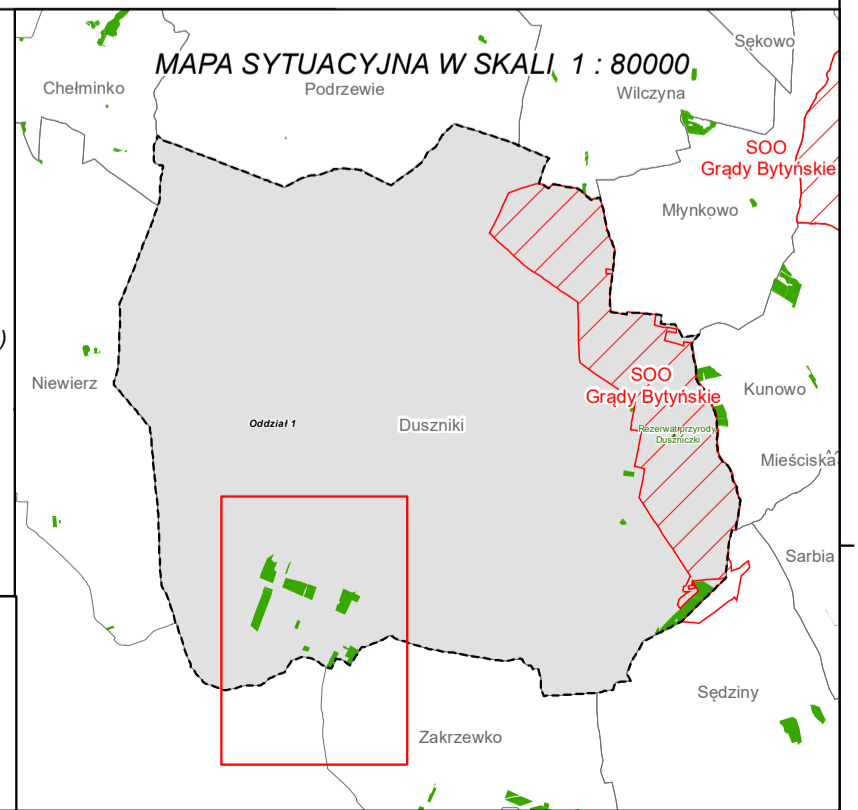 Sękowo
MAPA SYTUACYJNA W SKALI 1 : 80000
Chełminko
Podrzewie
Wilczyna
SOO
Grądy Bytyńskie
Młynkowo
)
Niewierz
SOO
Grądy Bytyńskie
Kunowo
Oddział 1
Duszniki
Rezerwat przyrody
Duszniczki
Mieściska
Sarbia
Sędziny
Zakrzewko